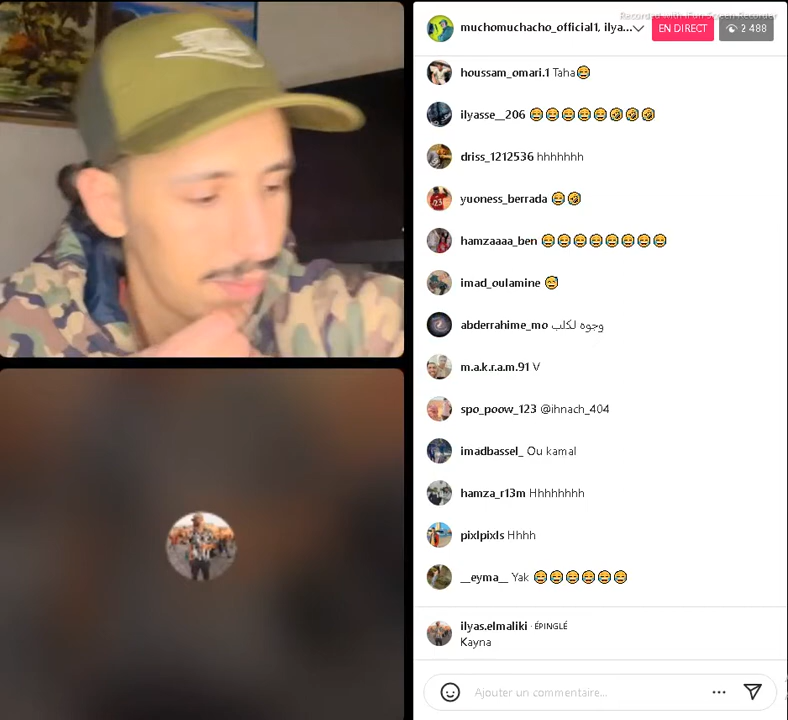 Recorded with iFun Screen Recorder
muchomuchacho_official1, ilya... EN DIRECT 2 488
houssam_omari.1 Taha😂
ilyasse__206 😂😂😂😂😂🤣🤣🤣
driss_1212536 hhhhhhh
yuoness_berrada 😂🤣
hamzaaaa_ben 😂😂😂😂😂😂😂😂
imad_oulamine 😅
abderrahime_mo وجوه لكلب
m.a.k.r.a.m.91 V
spo_poow_123 @ihnach_404
imadbassel_ Ou kamal
hamza_r13m Hhhhhhhh
pixlpixls Hhhh
__eyma__ Yak 😂😂😂😂😂😂
ilyas.elmaliki · ÉPINGLÉ
Kayna
Ajouter un commentaire...